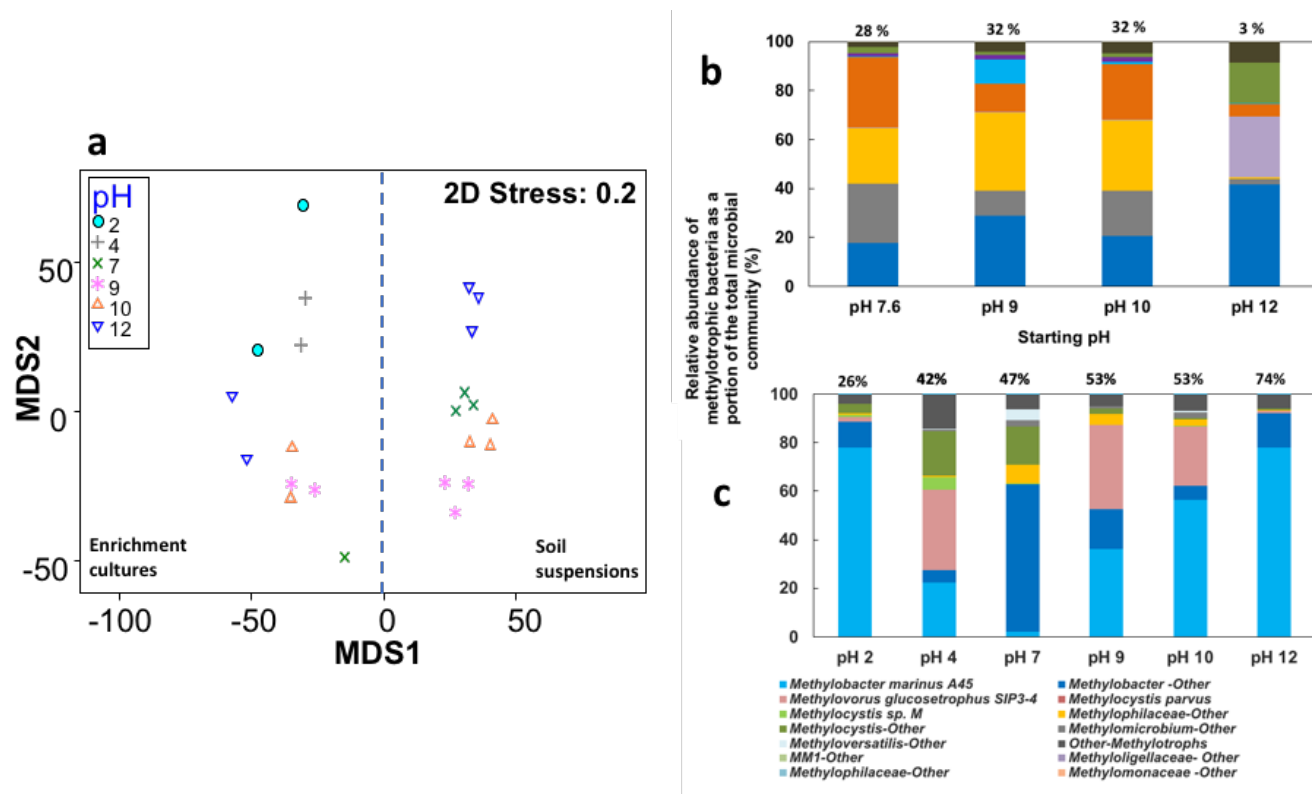 a
pH
2
4
7
9
10
12
2D Stress: 0.2
50
0
-50
MDS2
Enrichment
cultures
Soil
suspensions
-100
-50
0
50
MDS1
b
28 %
32 %
32 %
3 %
100
80
60
40
20
0
pH 7.6
pH 9
pH 10
pH 12
Starting pH
Relative abundance of
methylotrophic bacteria as a
portion of the total microbial
community (%)
c
26%
42%
47%
53%
53%
74%
100
80
60
40
20
0
pH 2
pH 4
pH 7
pH 9
pH 10
pH 12
Methylobacter marinus A45
Methylobacter -Other
Methylovorus glucosetrophus SIP3-4
Methylocystis parvus
Methylocystis sp. M
Methylophilaceae-Other
Methylocystis-Other
Methylomicrobium-Other
Methyloversatilis-Other
Other-Methylotrophs
MM1-Other
Methyloligellaceae- Other
Methylophilaceae-Other
Methylomonaceae -Other